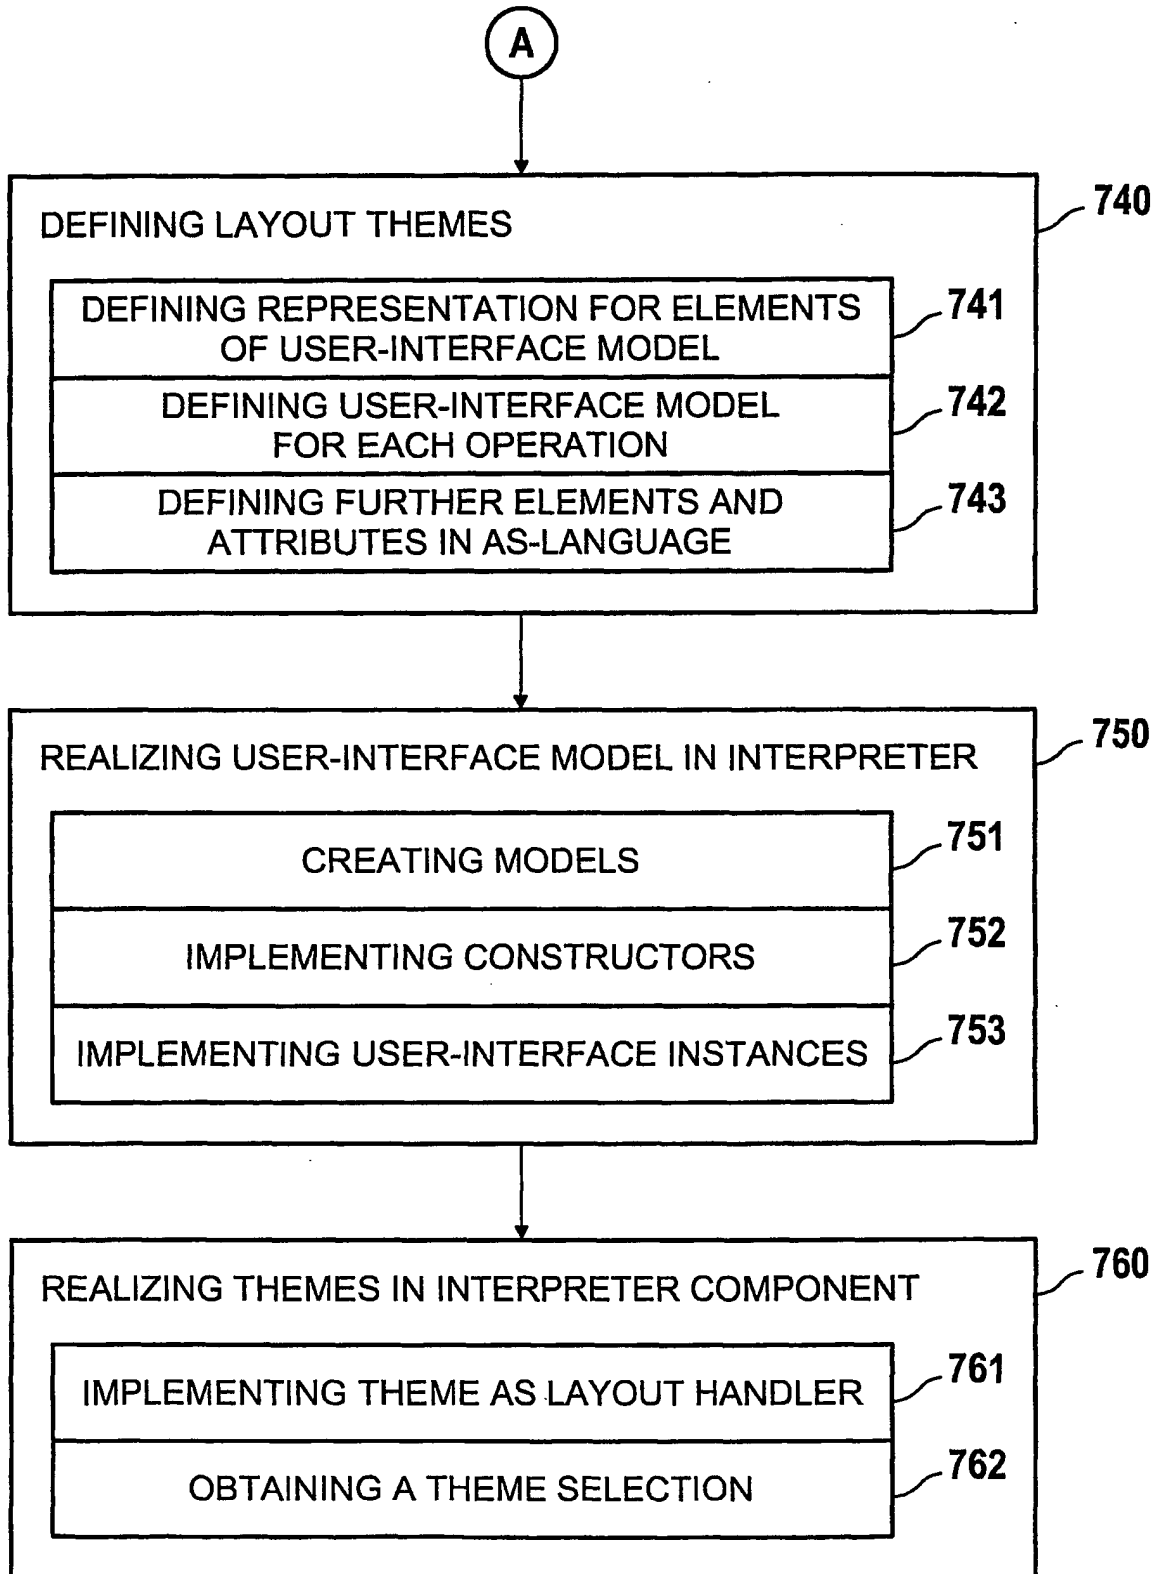 A
740
DEFINING LAYOUT THEMES
741
DEFINING REPRESENTATION FOR ELEMENTS
OF USER-INTERFACE MODEL
742
DEFINING USER-INTERFACE MODEL
FOR EACH OPERATION
743
DEFINING FURTHER ELEMENTS AND
ATTRIBUTES IN AS-LANGUAGE
750
REALIZING USER-INTERFACE MODEL IN INTERPRETER
751
CREATING MODELS
752
IMPLEMENTING CONSTRUCTORS
753
IMPLEMENTING USER-INTERFACE INSTANCES
760
REALIZING THEMES IN INTERPRETER COMPONENT
761
IMPLEMENTING THEME AS LAYOUT HANDLER
762
OBTAINING A THEME SELECTION